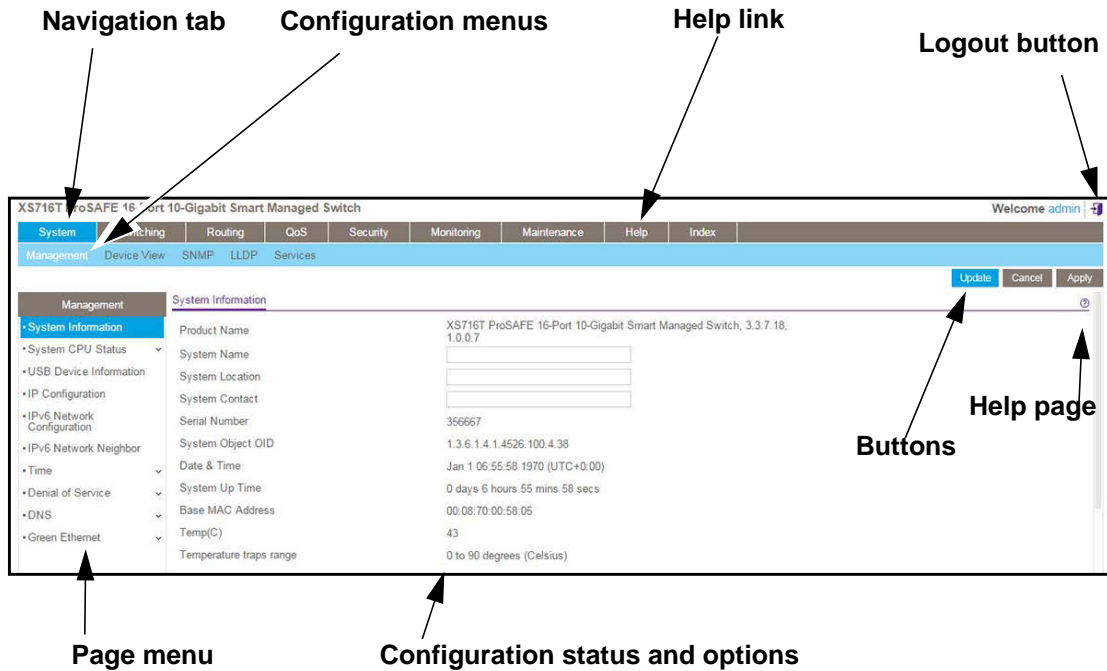 Navigation tab
Configuration menus
Help link
Logout button
XS716T ProSAFE 16-Port 10-Gigabit Smart Managed Switch
Welcome admin
System Switching Routing QoS Security Monitoring Maintenance Help Index
Management Device View SNMP LLDP Services
Update Cancel Apply
Management
• System Information
• System CPU Status
• USB Device Information
• IP Configuration
• IPv6 Network
Configuration
• IPv6 Network Neighbor
• Time
• Denial of Service
• DNS
• Green Ethernet
System Information
?
Product Name XS716T ProSAFE 16-Port 10-Gigabit Smart Managed Switch, 3.3.7.18,
1.0.0.7
System Name
System Location
System Contact
Serial Number 356667
System Object OID 1.3.6.1.4.1.4526.100.4.38
Date & Time Jan 1 06:55:58 1970 (UTC+0:00)
System Up Time 0 days 6 hours 55 mins 58 secs
Base MAC Address 00:08:70:00:58:05
Temp(C) 43
Temperature traps range 0 to 90 degrees (Celsius)
Help page
Buttons
Page menu
Configuration status and options